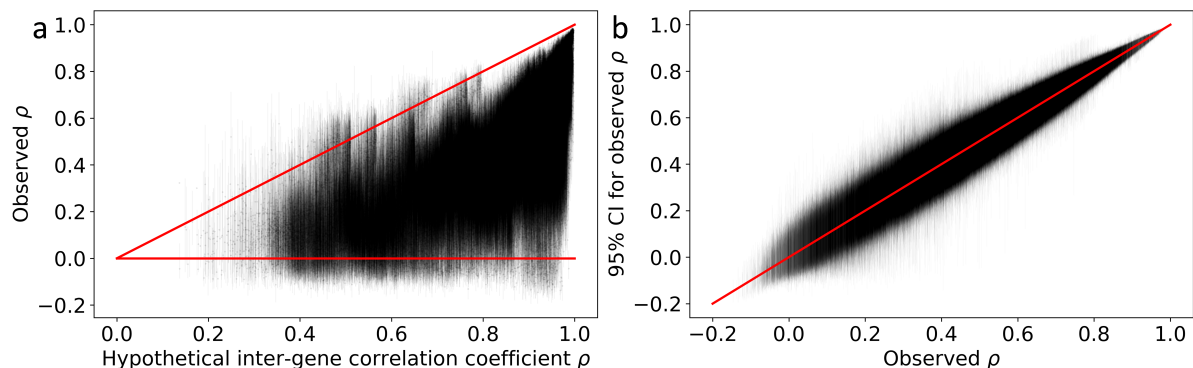 a
Observed ρ
1.0
0.8
0.6
0.4
0.2
0.0
−0.2
0.0 0.2 0.4 0.6 0.8 1.0
Hypothetical inter-gene correlation coefficient ρ
b
95% CI for observed ρ
1.0
0.8
0.6
0.4
0.2
0.0
−0.2
−0.2 0.0 0.2 0.4 0.6 0.8 1.0
Observed ρ